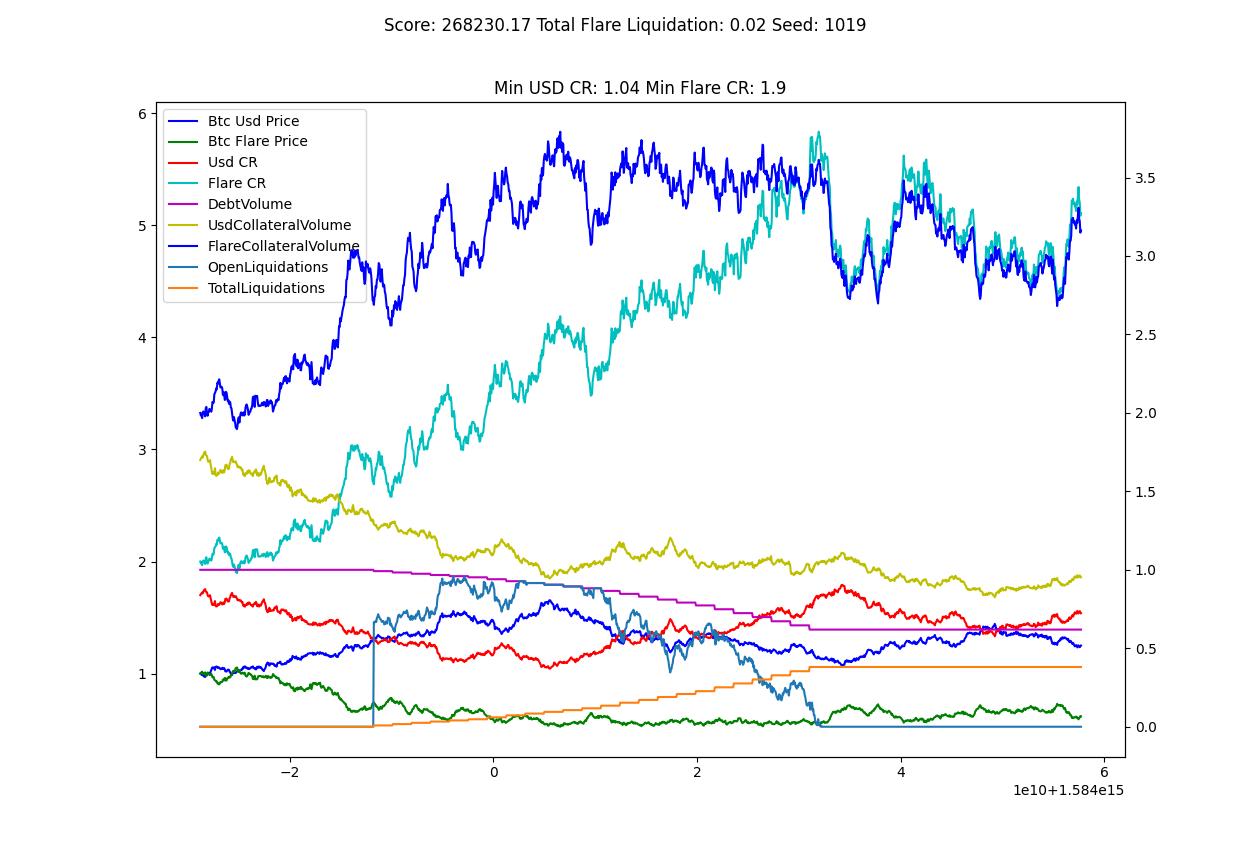 Score: 268230.17 Total Flare Liquidation: 0.02 Seed: 1019
Min USD CR: 1.04 Min Flare CR: 1.9
Btc Usd Price
Btc Flare Price
Usd CR
Flare CR
DebtVolume
UsdCollateralVolume
FlareCollateralVolume
OpenLiquidations
TotalLiquidations
6
5
4
3
2
1
3.5
3.0
2.5
2.0
1.5
1.0
0.5
0.0
−2
0
2
4
6
1e10+1.584e15